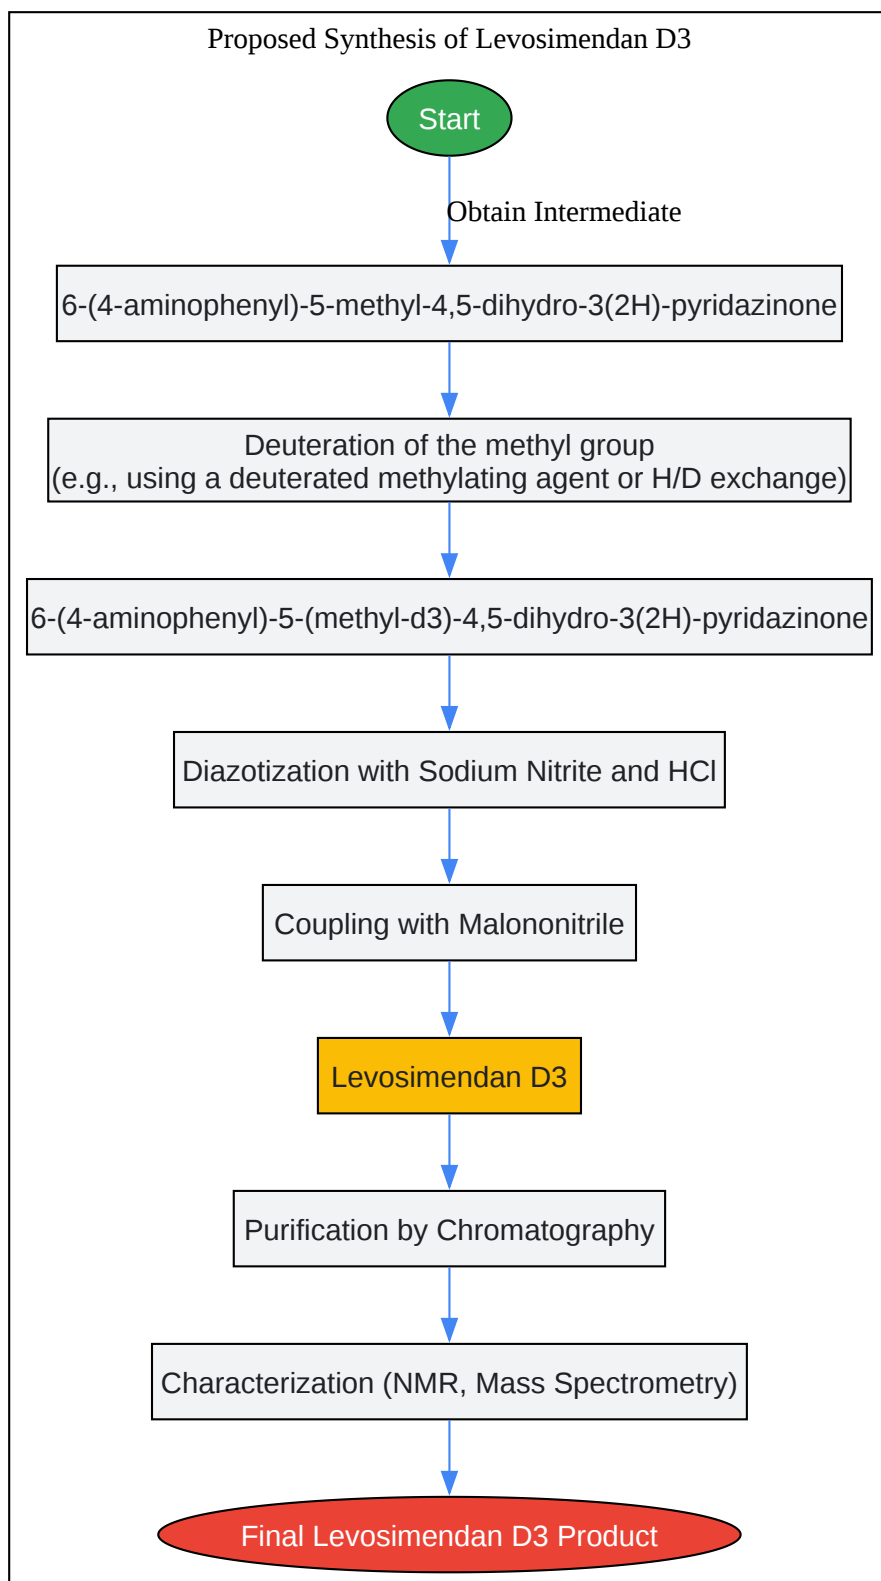 Proposed Synthesis of Levosimendan D3
Start
Obtain Intermediate
6-(4-aminophenyl)-5-methyl-4,5-dihydro-3(2H)-pyridazinone
Deuteration of the methyl group
(e.g., using a deuterated methylating agent or H/D exchange)
6-(4-aminophenyl)-5-(methyl-d3)-4,5-dihydro-3(2H)-pyridazinone
Diazotization with Sodium Nitrite and HCl
Coupling with Malononitrile
Levosimendan D3
Purification by Chromatography
Characterization (NMR, Mass Spectrometry)
Final Levosimendan D3 Product